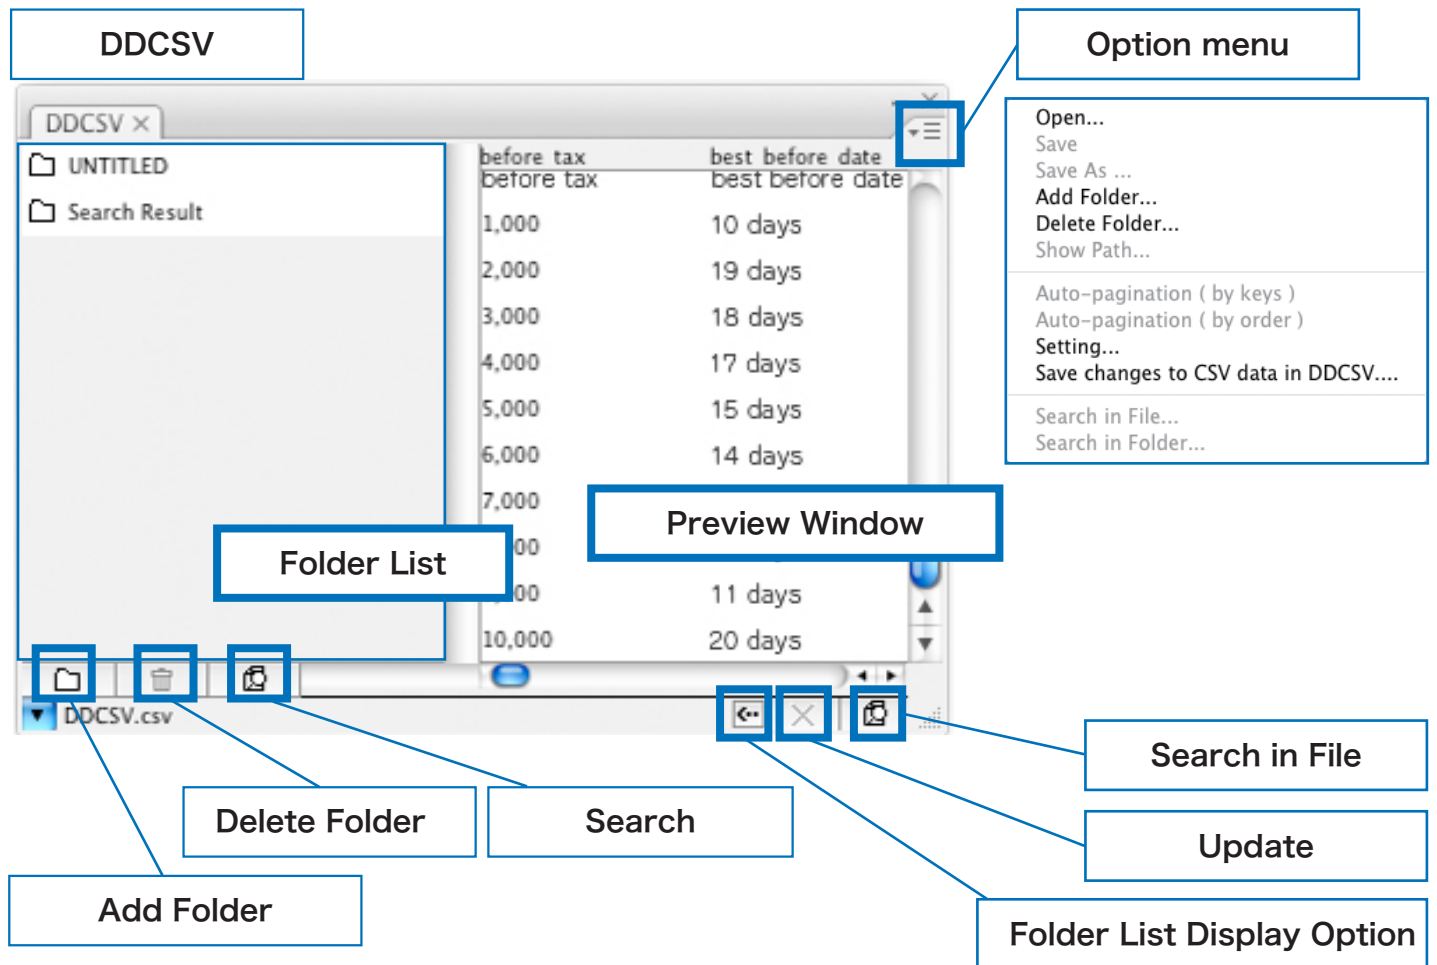 DDCSV
Option menu
DDCSV
UNTITLED
Search Result
before tax best before date
before tax best before date
1,000 10 days
2,000 19 days
3,000 18 days
4,000 17 days
5,000 15 days
6,000 14 days
7,000
00
00 11 days
10,000 20 days
Preview Window
Folder List
DDCSV.csv
Open...
Save
Save As ...
Add Folder...
Delete Folder...
Show Path...
Auto-pagination ( by keys )
Auto-pagination ( by order )
Setting...
Save changes to CSV data in DDCSV....
Search in File...
Search in Folder...
Search in File
Delete Folder
Search
Update
Add Folder
Folder List Display Option